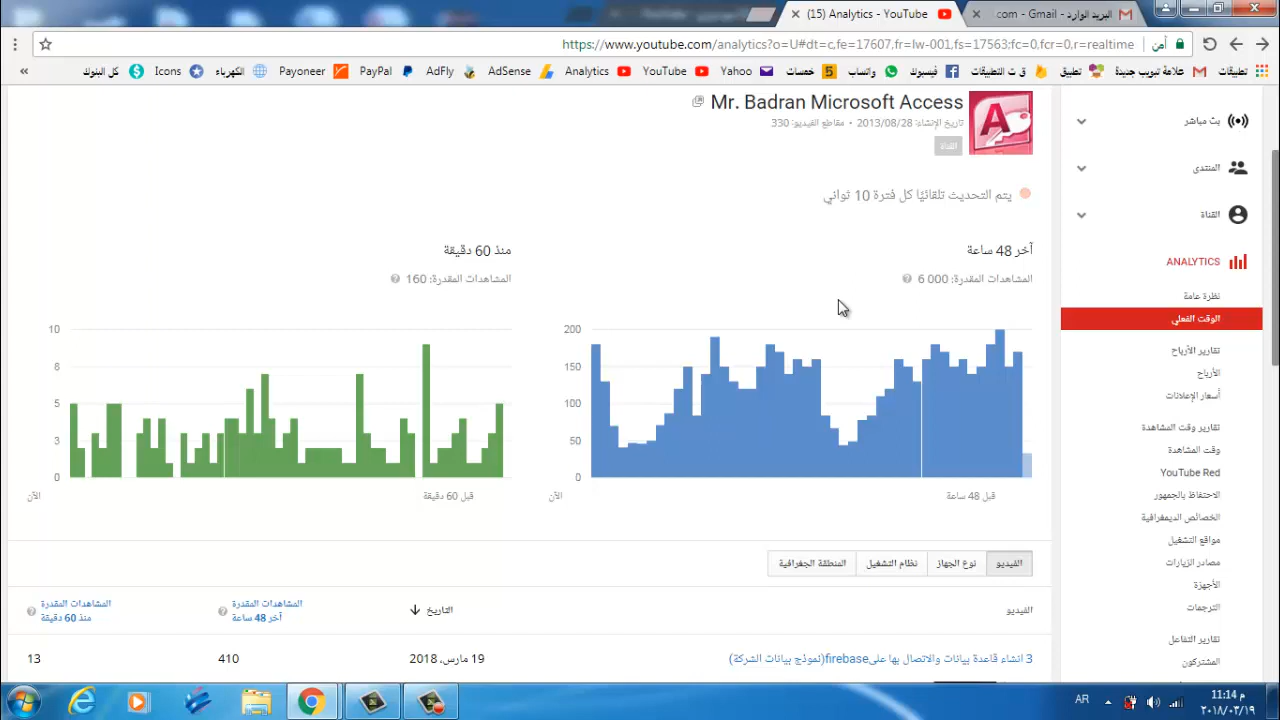 (15) Analytics - YouTube
البريد الوارد - com - Gmail
https://www.youtube.com/analytics?o=U#dt=c,fe=17607,fr=lw-001,fs=17563;fc=0,fcr=0,r=realtime
أمن
تطبيقات
علامة تبويب جديدة
تطبيق
ق ت التطبيقات
فيسبوك
واتساب
خمسات
Yahoo
YouTube
Analytics
AdSense
AdFly
PayPal
Payoneer
الكهرباء
Icons
كل البنوك
«
Mr. Badran Microsoft Access
تاريخ الإنشاء: 2013/08/28 • مقاطع الفيديو: 330
القناة
يتم التحديث تلقائيًا كل فترة 10 ثواني
آخر 48 ساعة
المشاهدات المقدرة: 000 6
200
150
100
50
0
قبل 48 ساعة
الآن
منذ 60 دقيقة
المشاهدات المقدرة: 160
10
8
5
3
0
قبل 60 دقيقة
الآن
الفيديو
نوع الجهاز
نظام التشغيل
المنطقة الجغرافية
الفيديو
التاريخ
المشاهدات المقدرة
آخر 48 ساعة
المشاهدات المقدرة
منذ 60 دقيقة
3 انشاء قاعدة بيانات والاتصال بها علىfirebase(نموذج بيانات الشركة)
19 مارس، 2018
410
13
بث مباشر
المنتدى
القناة
ANALYTICS
نظرة عامة
الوقت الفعلي
تقارير الأرباح
الأرباح
أسعار الإعلانات
تقارير وقت المشاهدة
وقت المشاهدة
YouTube Red
الاحتفاظ بالجمهور
الخصائص الديمغرافية
مواقع التشغيل
مصادر الزيارات
الأجهزة
الترجمات
تقارير التفاعل
المشتركون
AR
11:14 م
٢٠١٨/٠٣/١٩